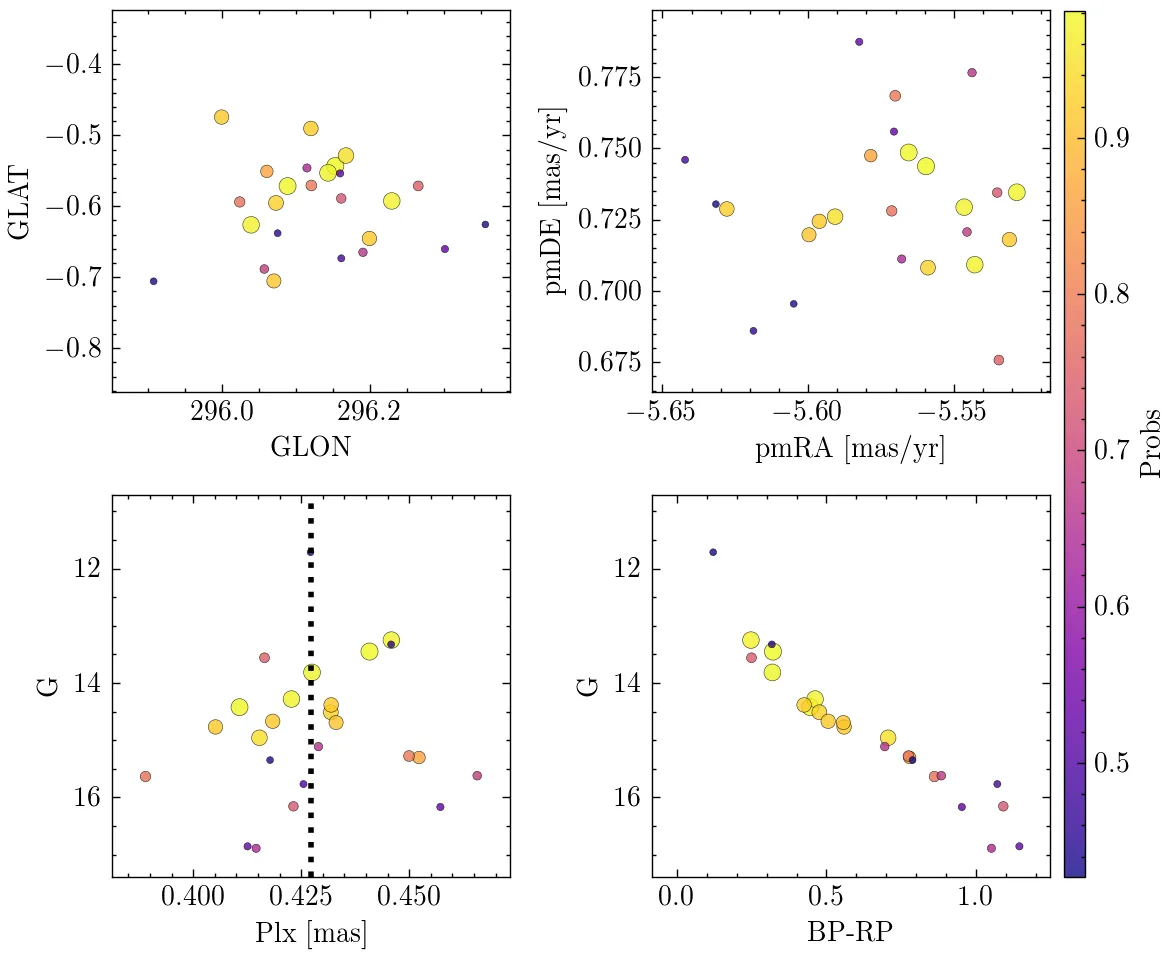 −0.4
−0.5
−0.6
−0.7
−0.8
GLAT
296.0 296.2
GLON
0.775
0.750
0.725
0.700
0.675
pmDE [mas/yr]
−5.65 −5.60 −5.55
pmRA [mas/yr]
12
14
16
G
0.400 0.425 0.450
Plx [mas]
12
14
16
G
0.0 0.5 1.0
BP-RP
0.9
0.8
0.7
0.6
0.5
Probs